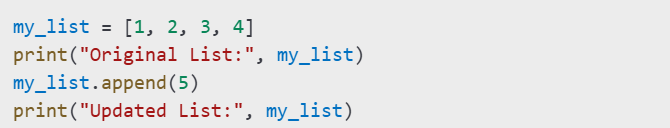 my_list = [1, 2, 3, 4]
print("Original List:", my_list)
my_list.append(5)
print("Updated List:", my_list)